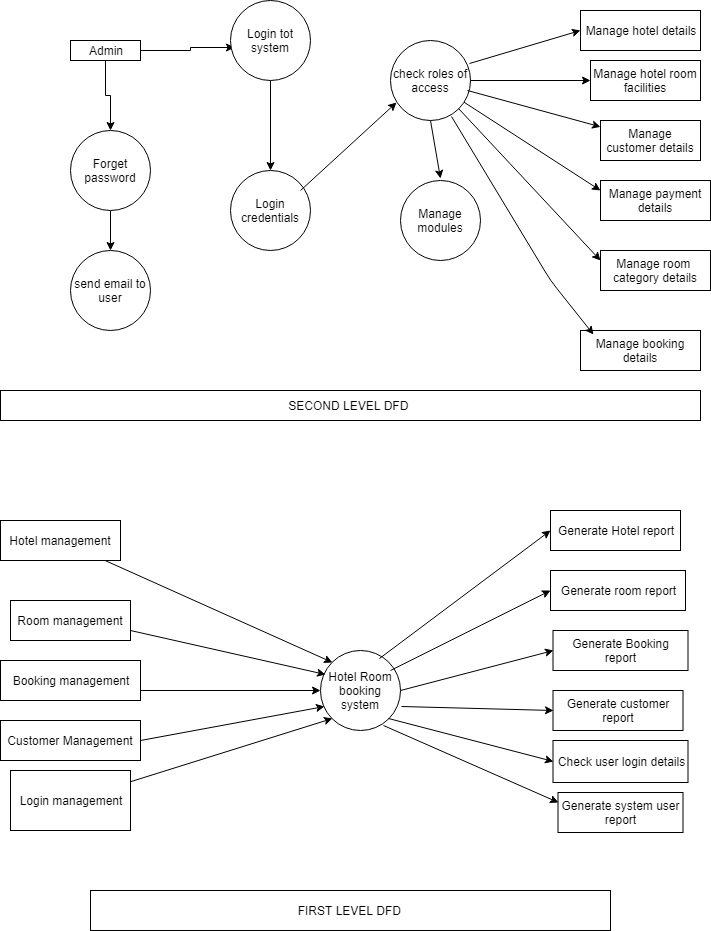 Login tot
system
Admin
Manage hotel details
check roles of
access
Manage hotel room
facilities
Manage
customer details
Forget
password
Login
credentials
Manage
modules
Manage payment
details
send email to
user
Manage room
category details
Manage booking
details
SECOND LEVEL DFD
Hotel management
Room management
Booking management
Customer Management
Login management
Hotel Room
booking
system
Generate Hotel report
Generate room report
Generate Booking
report
Generate customer
report
Check user login details
Generate system user
report
FIRST LEVEL DFD